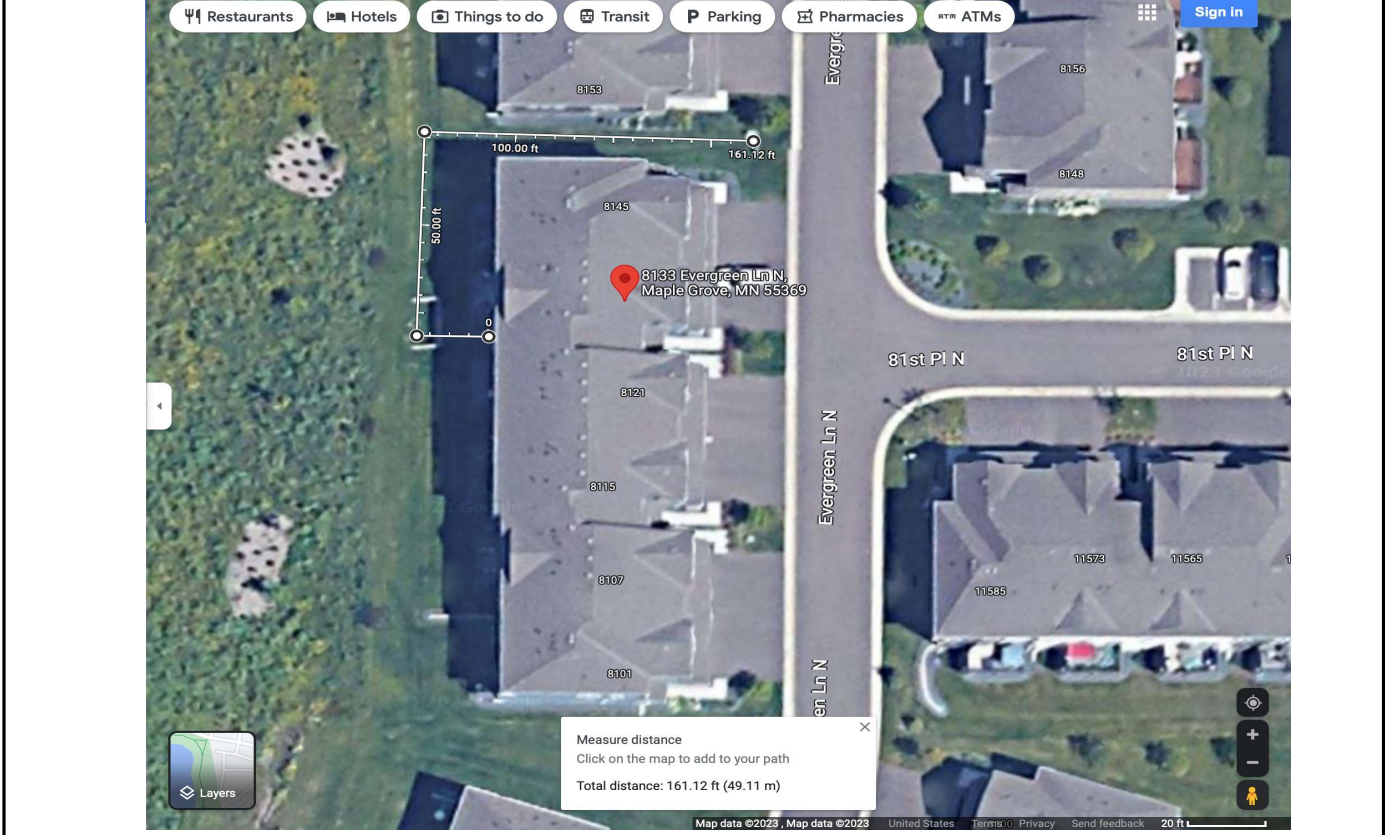 Restaurants
Hotels
Things to do
Transit
Parking
Pharmacies
ATM ATMs
Sign in
Evergre
8153
8156
100.00 ft
161.12 ft
8148
50.00 ft
8145
8133 Evergreen Ln N,
Maple Grove, MN 55369
0
81st Pl N
81st Pl N
8121
Evergreen Ln N
8115
8107
11573
11565
11585
8101
en Ln N
Measure distance
Click on the map to add to your path
Total distance: 161.12 ft (49.11 m)
Layers
Map data ©2023 , Map data ©2023
United States
Terms
Privacy
Send feedback
20 ft